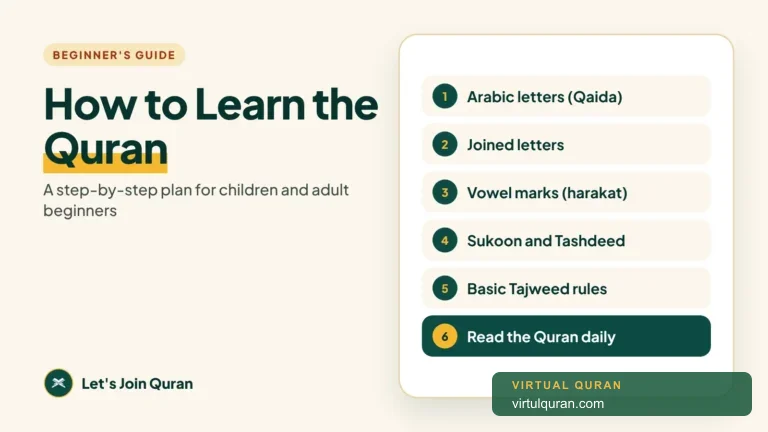 BEGINNER'S GUIDE
How to Learn the
Quran
A step-by-step plan for children and adult
beginners
1 Arabic letters (Qaida)
2 Joined letters
3 Vowel marks (harakat)
4 Sukoon and Tashdeed
5 Basic Tajweed rules
6 Read the Quran daily
Let's Join Quran
VIRTUAL QURAN
virtulquran.com